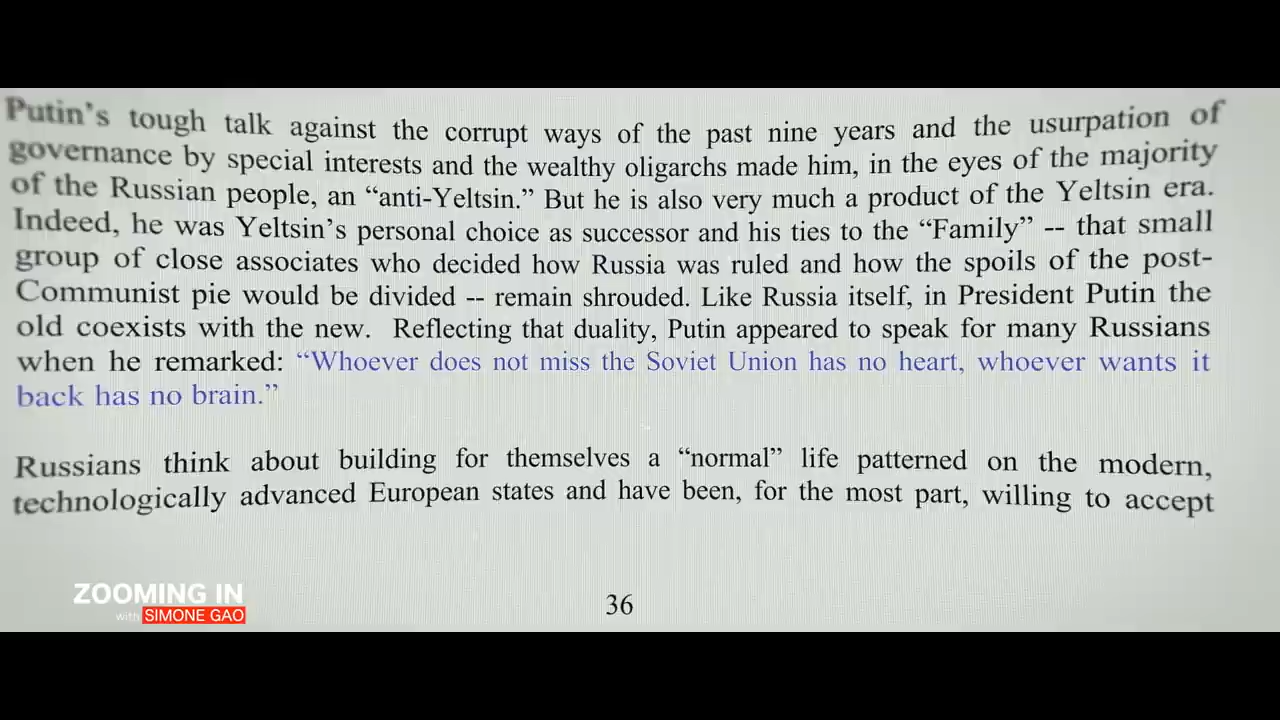 Putin's tough talk against the corrupt ways of the past nine years and the usurpation of
governance by special interests and the wealthy oligarchs made him, in the eyes of the majority
of the Russian people, an “anti-Yeltsin.” But he is also very much a product of the Yeltsin era.
Indeed, he was Yeltsin's personal choice as successor and his ties to the “Family” -- that small
group of close associates who decided how Russia was ruled and how the spoils of the post-
Communist pie would be divided -- remain shrouded. Like Russia itself, in President Putin the
old coexists with the new. Reflecting that duality, Putin appeared to speak for many Russians
when he remarked: “Whoever does not miss the Soviet Union has no heart, whoever wants it
back has no brain.”
Russians think about building for themselves a “normal” life patterned on the modern,
technologically advanced European states and have been, for the most part, willing to accept
36
ZOOMING IN
with SIMONE GAO